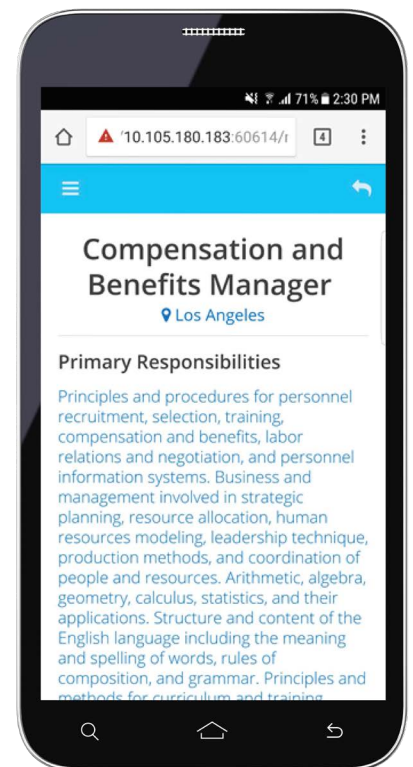 71% 2:30 PM
'10.105.180.183:60614/r
4
Compensation and
Benefits Manager
Los Angeles
Primary Responsibilities
Principles and procedures for personnel
recruitment, selection, training,
compensation and benefits, labor
relations and negotiation, and personnel
information systems. Business and
management involved in strategic
planning, resource allocation, human
resources modeling, leadership technique,
production methods, and coordination of
people and resources. Arithmetic, algebra,
geometry, calculus, statistics, and their
applications. Structure and content of the
English language including the meaning
and spelling of words, rules of
composition, and grammar. Principles and
methods for curriculum and training